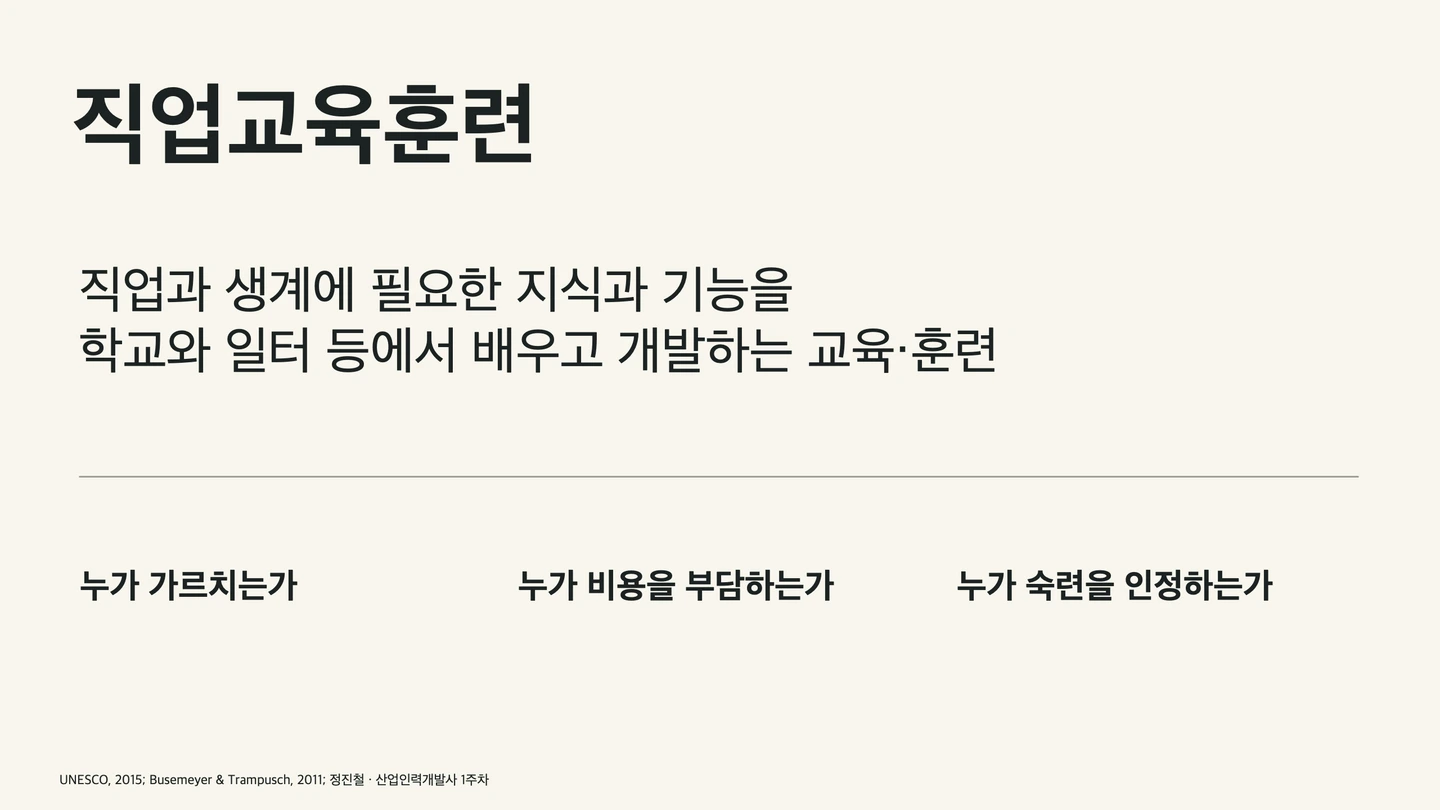 직업교육훈련
직업과 생계에 필요한 지식과 기능을
학교와 일터 등에서 배우고 개발하는 교육·훈련
누가 가르치는가
누가 비용을 부담하는가
누가 숙련을 인정하는가
UNESCO, 2015; Busemeyer & Trampusch, 2011; 정진철 · 산업인력개발사 1주차